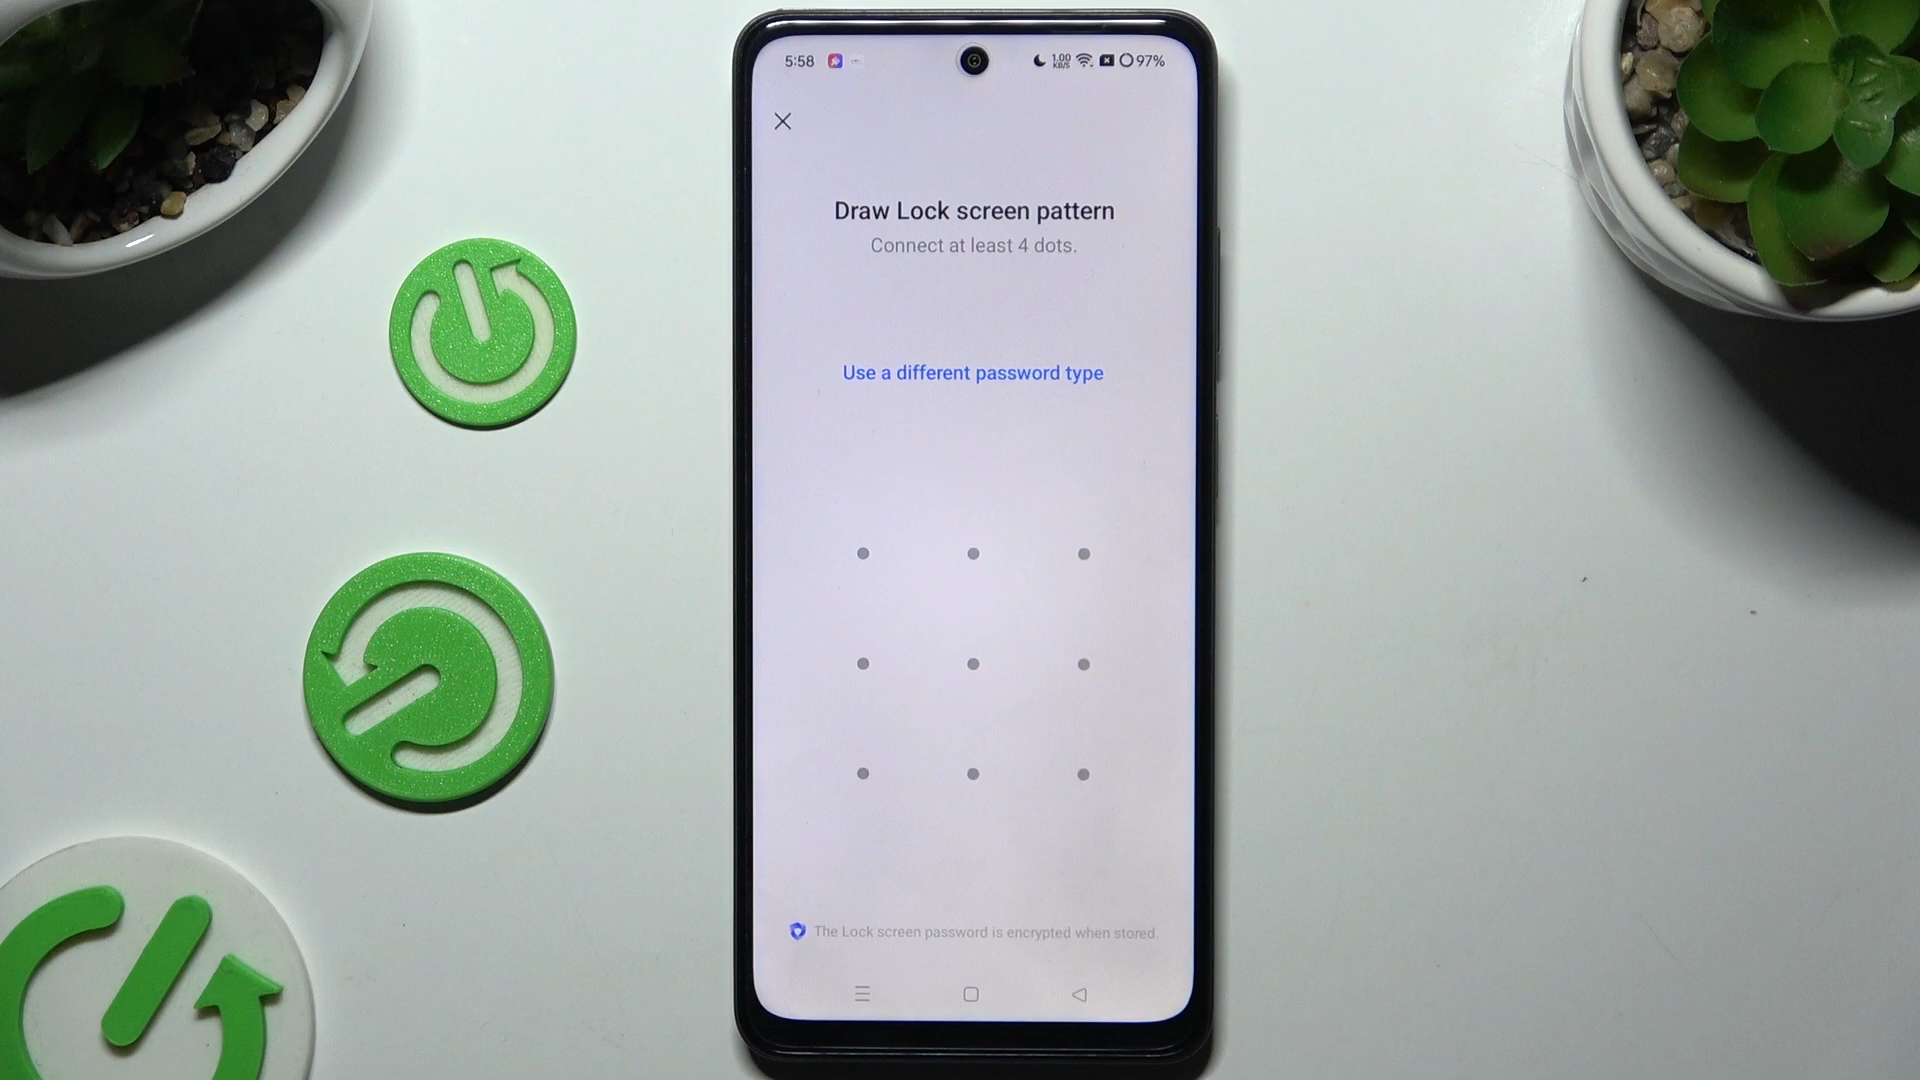 5:58
1.00 KB/S
97%
Draw Lock screen pattern
Connect at least 4 dots.
Use a different password type
The Lock screen password is encrypted when stored.